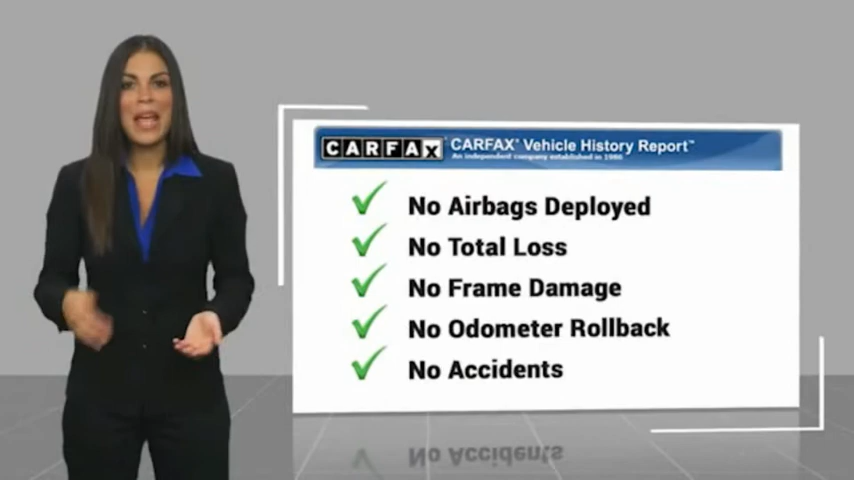 CARFAX CARFAX® Vehicle History Report™
An independent company established in 1986
No Airbags Deployed
No Total Loss
No Frame Damage
No Odometer Rollback
No Accidents
No Accidents